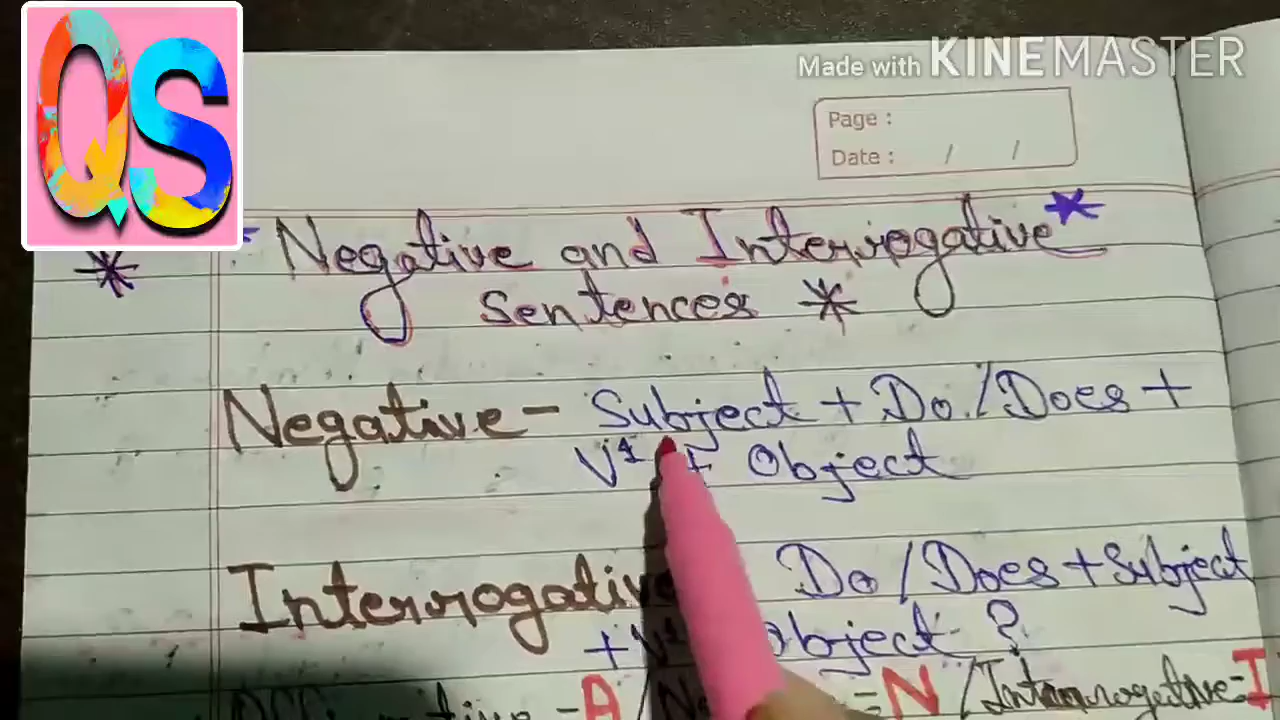 QS
Made with KINEMASTER
Page :
Date : / /
* Negative and Interrogative *
Sentences *
Negative - Subject + Do / Does +
V¹ + Object
Interrogative Do / Does + Subject
+ V¹ Object ?
- A / = N / Interrogative = I